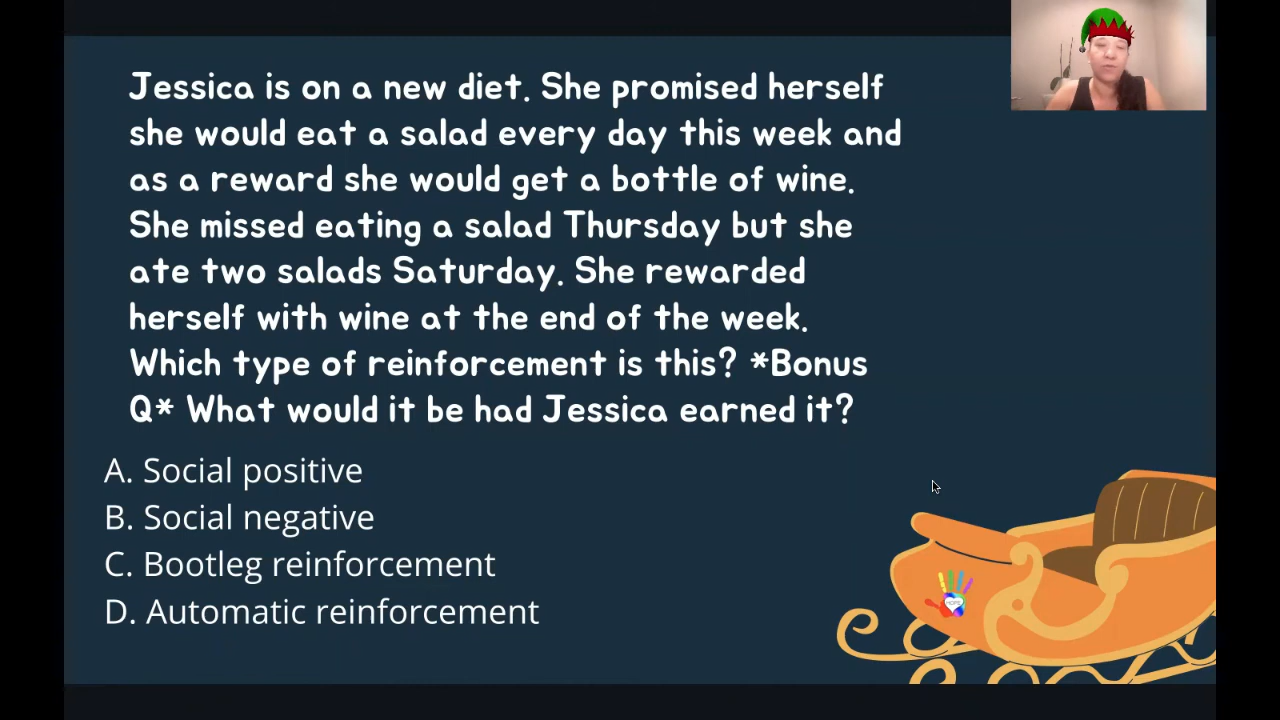 Jessica is on a new diet. She promised herself
she would eat a salad every day this week and
as a reward she would get a bottle of wine.
She missed eating a salad Thursday but she
ate two salads Saturday. She rewarded
herself with wine at the end of the week.
Which type of reinforcement is this? *Bonus
Q* What would it be had Jessica earned it?
A. Social positive
B. Social negative
C. Bootleg reinforcement
D. Automatic reinforcement
HOPE